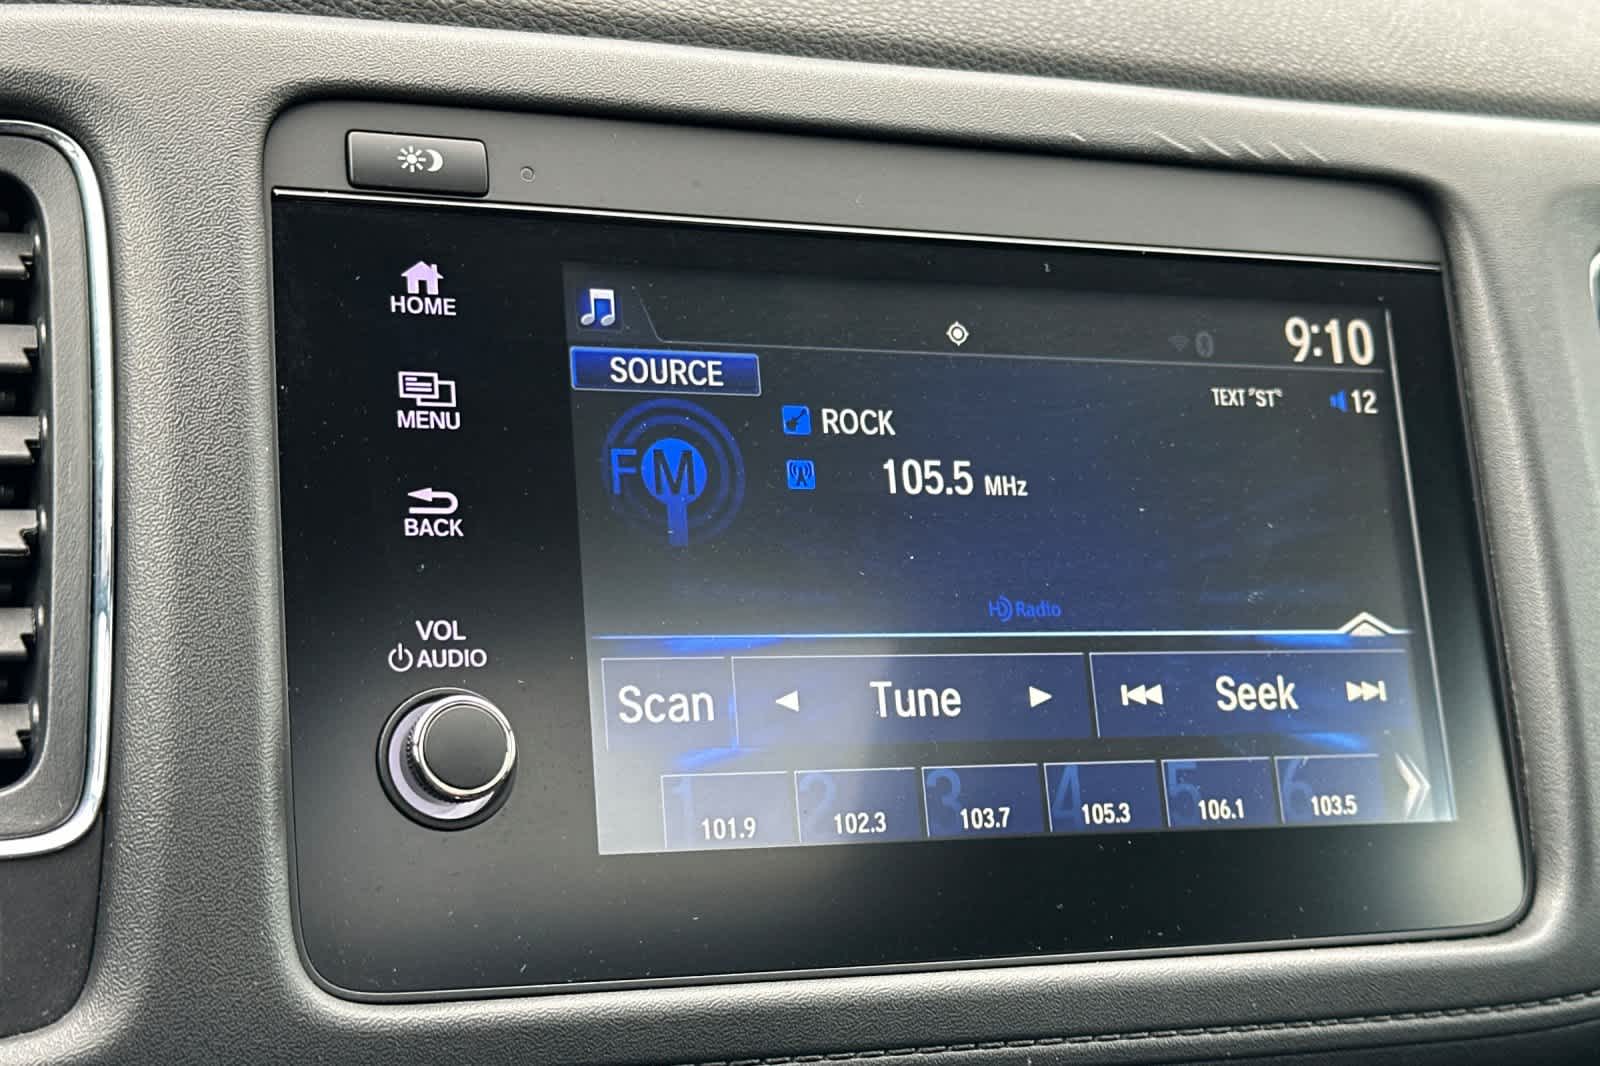 HOME
MENU
BACK
VOL
AUDIO
9:10
SOURCE
TEXT "ST"
12
FM
ROCK
105.5 MHz
HD Radio
Scan
Tune
Seek
1 101.9
2 102.3
3 103.7
4 105.3
5 106.1
6 103.5